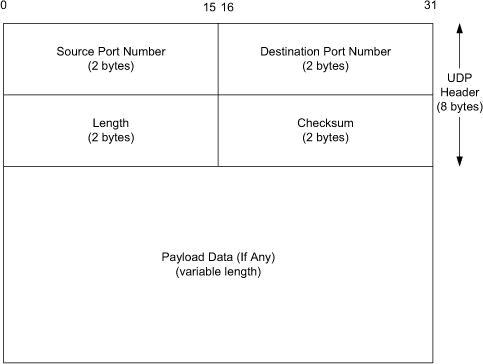 0 15 16 31
Source Port Number
(2 bytes)
Destination Port Number
(2 bytes)
UDP
Header
(8 bytes)
Length
(2 bytes)
Checksum
(2 bytes)
Payload Data (If Any)
(variable length)